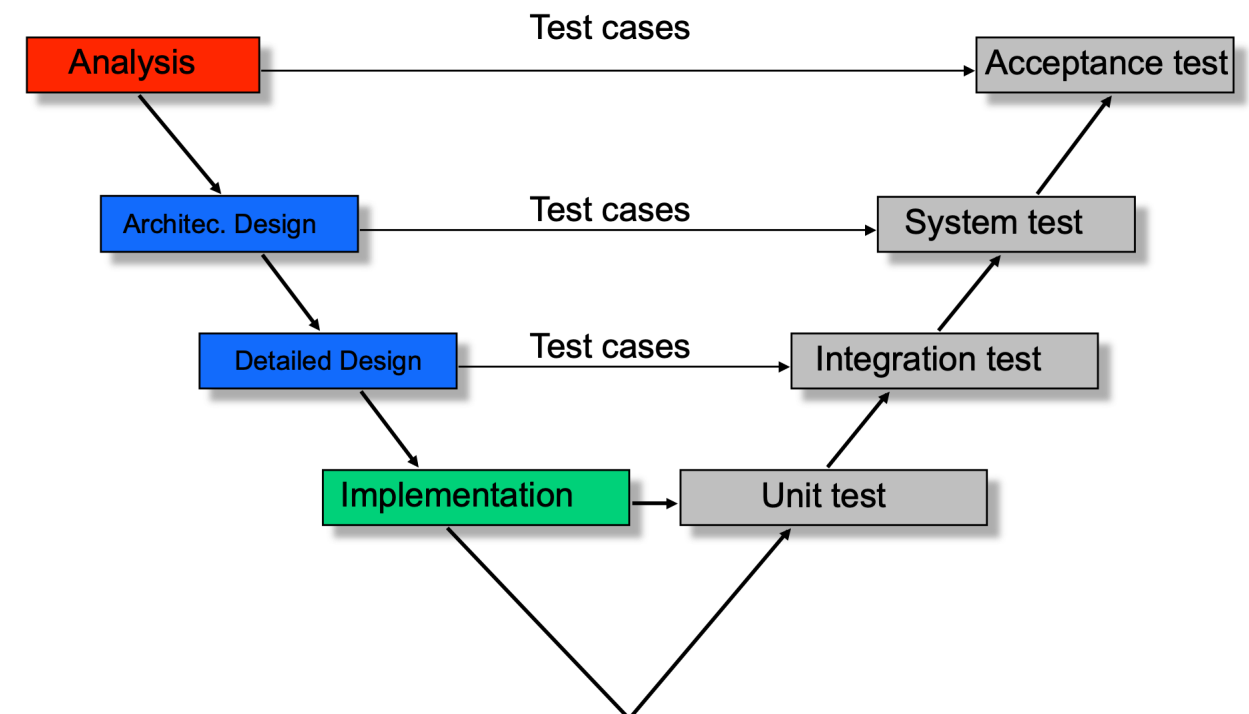 Test cases
Analysis
Acceptance test
Test cases
Architec. Design
System test
Test cases
Detailed Design
Integration test
Implementation
Unit test